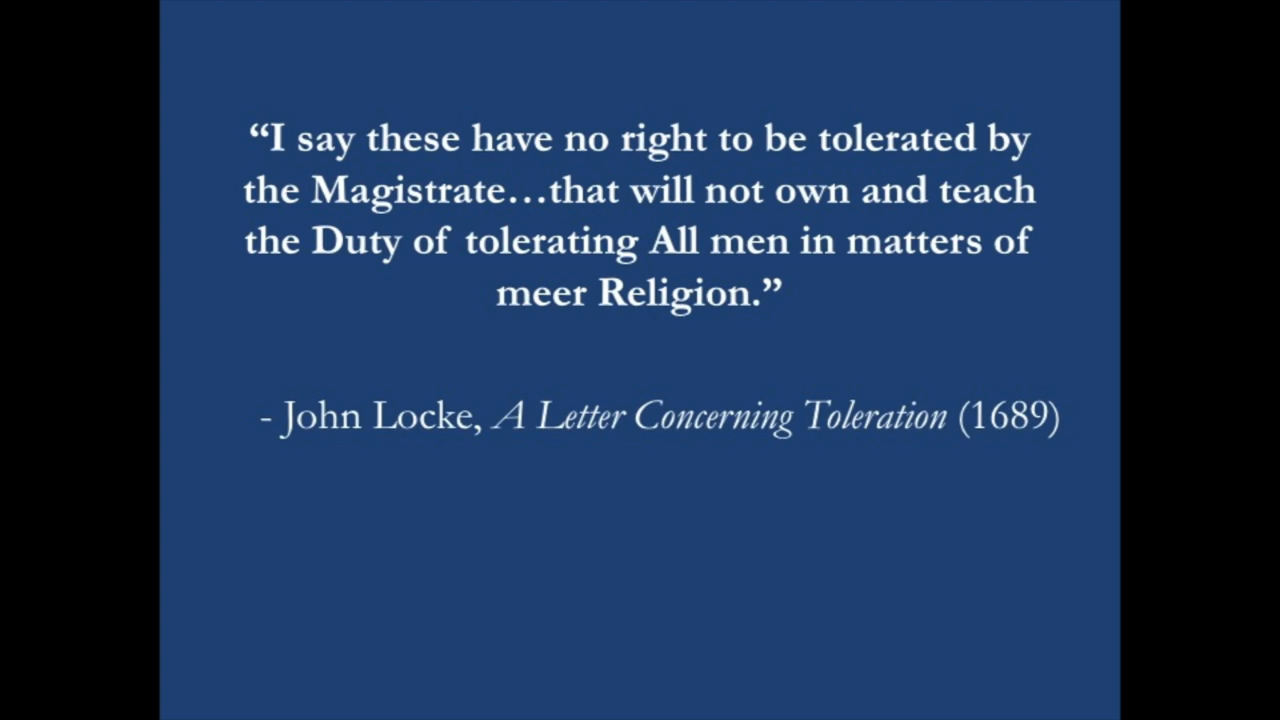 “I say these have no right to be tolerated by
the Magistrate…that will not own and teach
the Duty of tolerating All men in matters of
meer Religion.”
- John Locke, A Letter Concerning Toleration (1689)